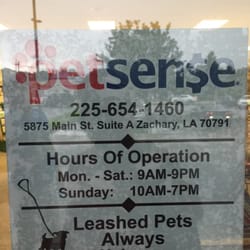 petsense
225-654-1460
5875 Main St. Suite A Zachary, LA 70791
Hours Of Operation
Mon. - Sat.: 9AM-9PM
Sunday: 10AM-7PM
Leashed Pets
Always